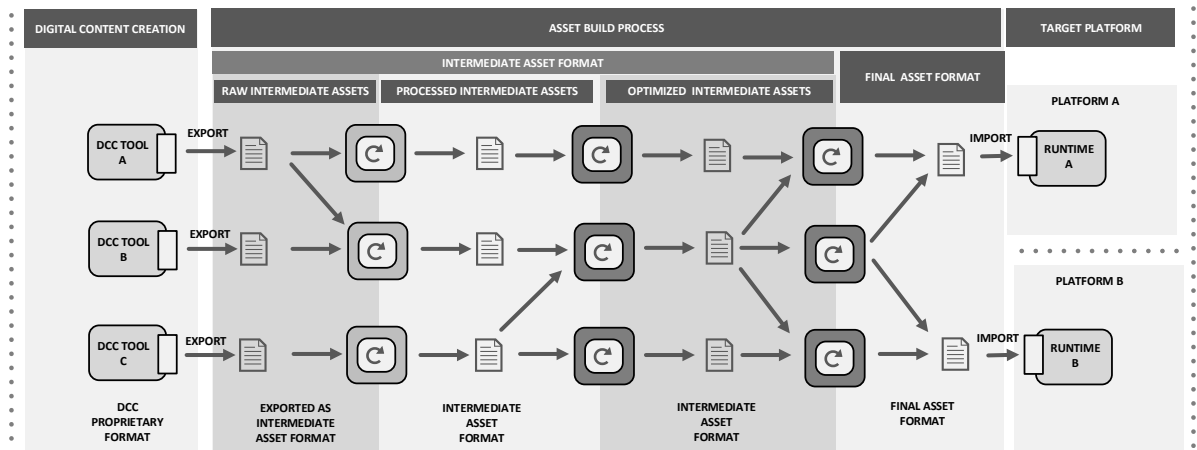 DIGITAL CONTENT CREATION
ASSET BUILD PROCESS
TARGET PLATFORM
INTERMEDIATE ASSET FORMAT
FINAL ASSET FORMAT
RAW INTERMEDIATE ASSETS
PROCESSED INTERMEDIATE ASSETS
OPTIMIZED INTERMEDIATE ASSETS
PLATFORM A
DCC TOOL
A
EXPORT
IMPORT
RUNTIME
A
DCC TOOL
B
EXPORT
PLATFORM B
DCC TOOL
C
EXPORT
IMPORT
RUNTIME
B
DCC
PROPRIETARY
FORMAT
EXPORTED AS
INTERMEDIATE
ASSET FORMAT
INTERMEDIATE
ASSET
FORMAT
INTERMEDIATE
ASSET
FORMAT
FINAL ASSET
FORMAT